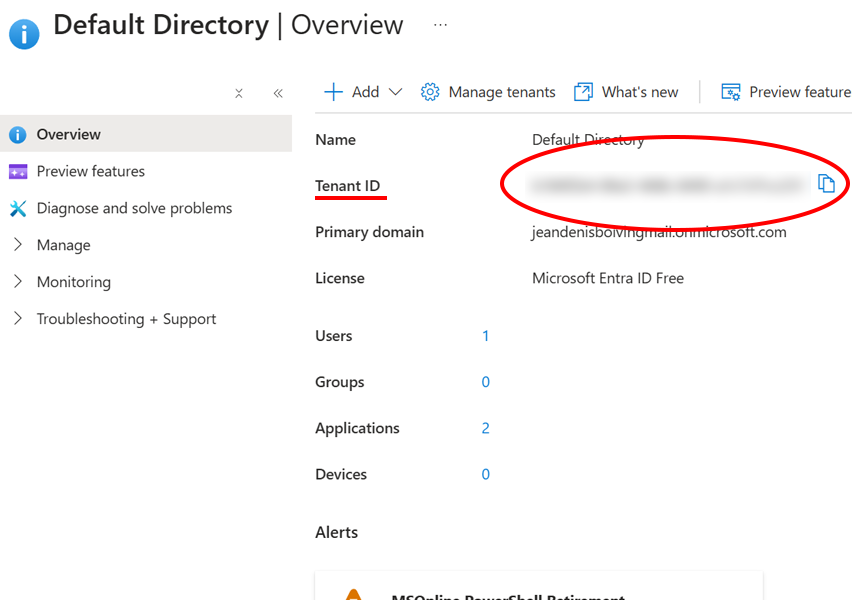 Default Directory | Overview ...
Add
Manage tenants
What's new
Preview feature
Overview
Preview features
Diagnose and solve problems
Manage
Monitoring
Troubleshooting + Support
Name Default Directory
Tenant ID
Primary domain jeandenisboivingmail.onmicrosoft.com
License Microsoft Entra ID Free
Users 1
Groups 0
Applications 2
Devices 0
Alerts
MSOnline PowerShell Retirement